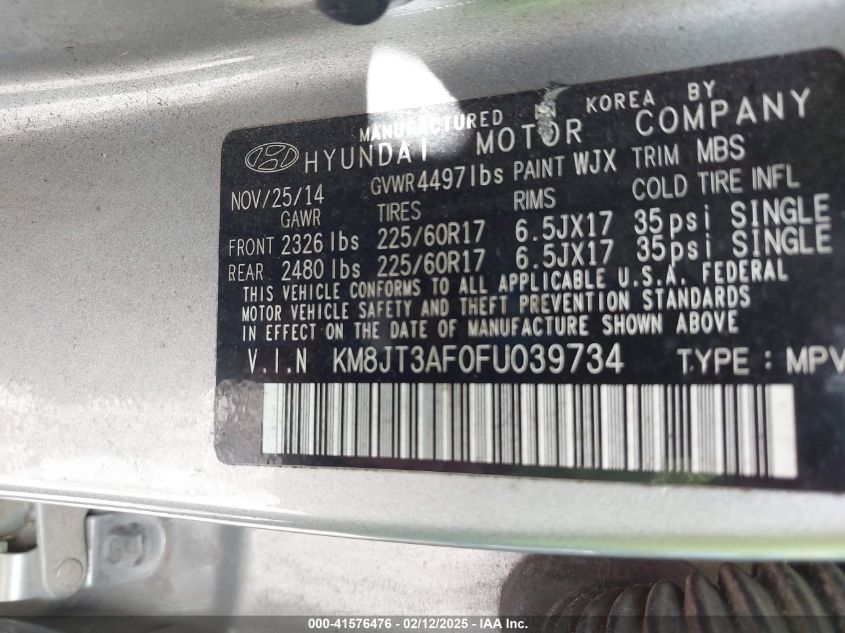 MANUFACTURED IN KOREA BY
HYUNDAI MOTOR COMPANY
NOV/25/14 GVWR 4497 lbs PAINT WJX TRIM MBS
GAWR TIRES RIMS COLD TIRE INFL
FRONT 2326 lbs 225/60R17 6.5JX17 35psi SINGLE
REAR 2480 lbs 225/60R17 6.5JX17 35psi SINGLE
THIS VEHICLE CONFORMS TO ALL APPLICABLE U.S.A. FEDERAL
MOTOR VEHICLE SAFETY AND THEFT PREVENTION STANDARDS
IN EFFECT ON THE DATE OF MANUFACTURE SHOWN ABOVE
V.I.N KM8JT3AF0FU039734 TYPE : MPV
000-41576476 - 02/12/2025 - IAAI.com